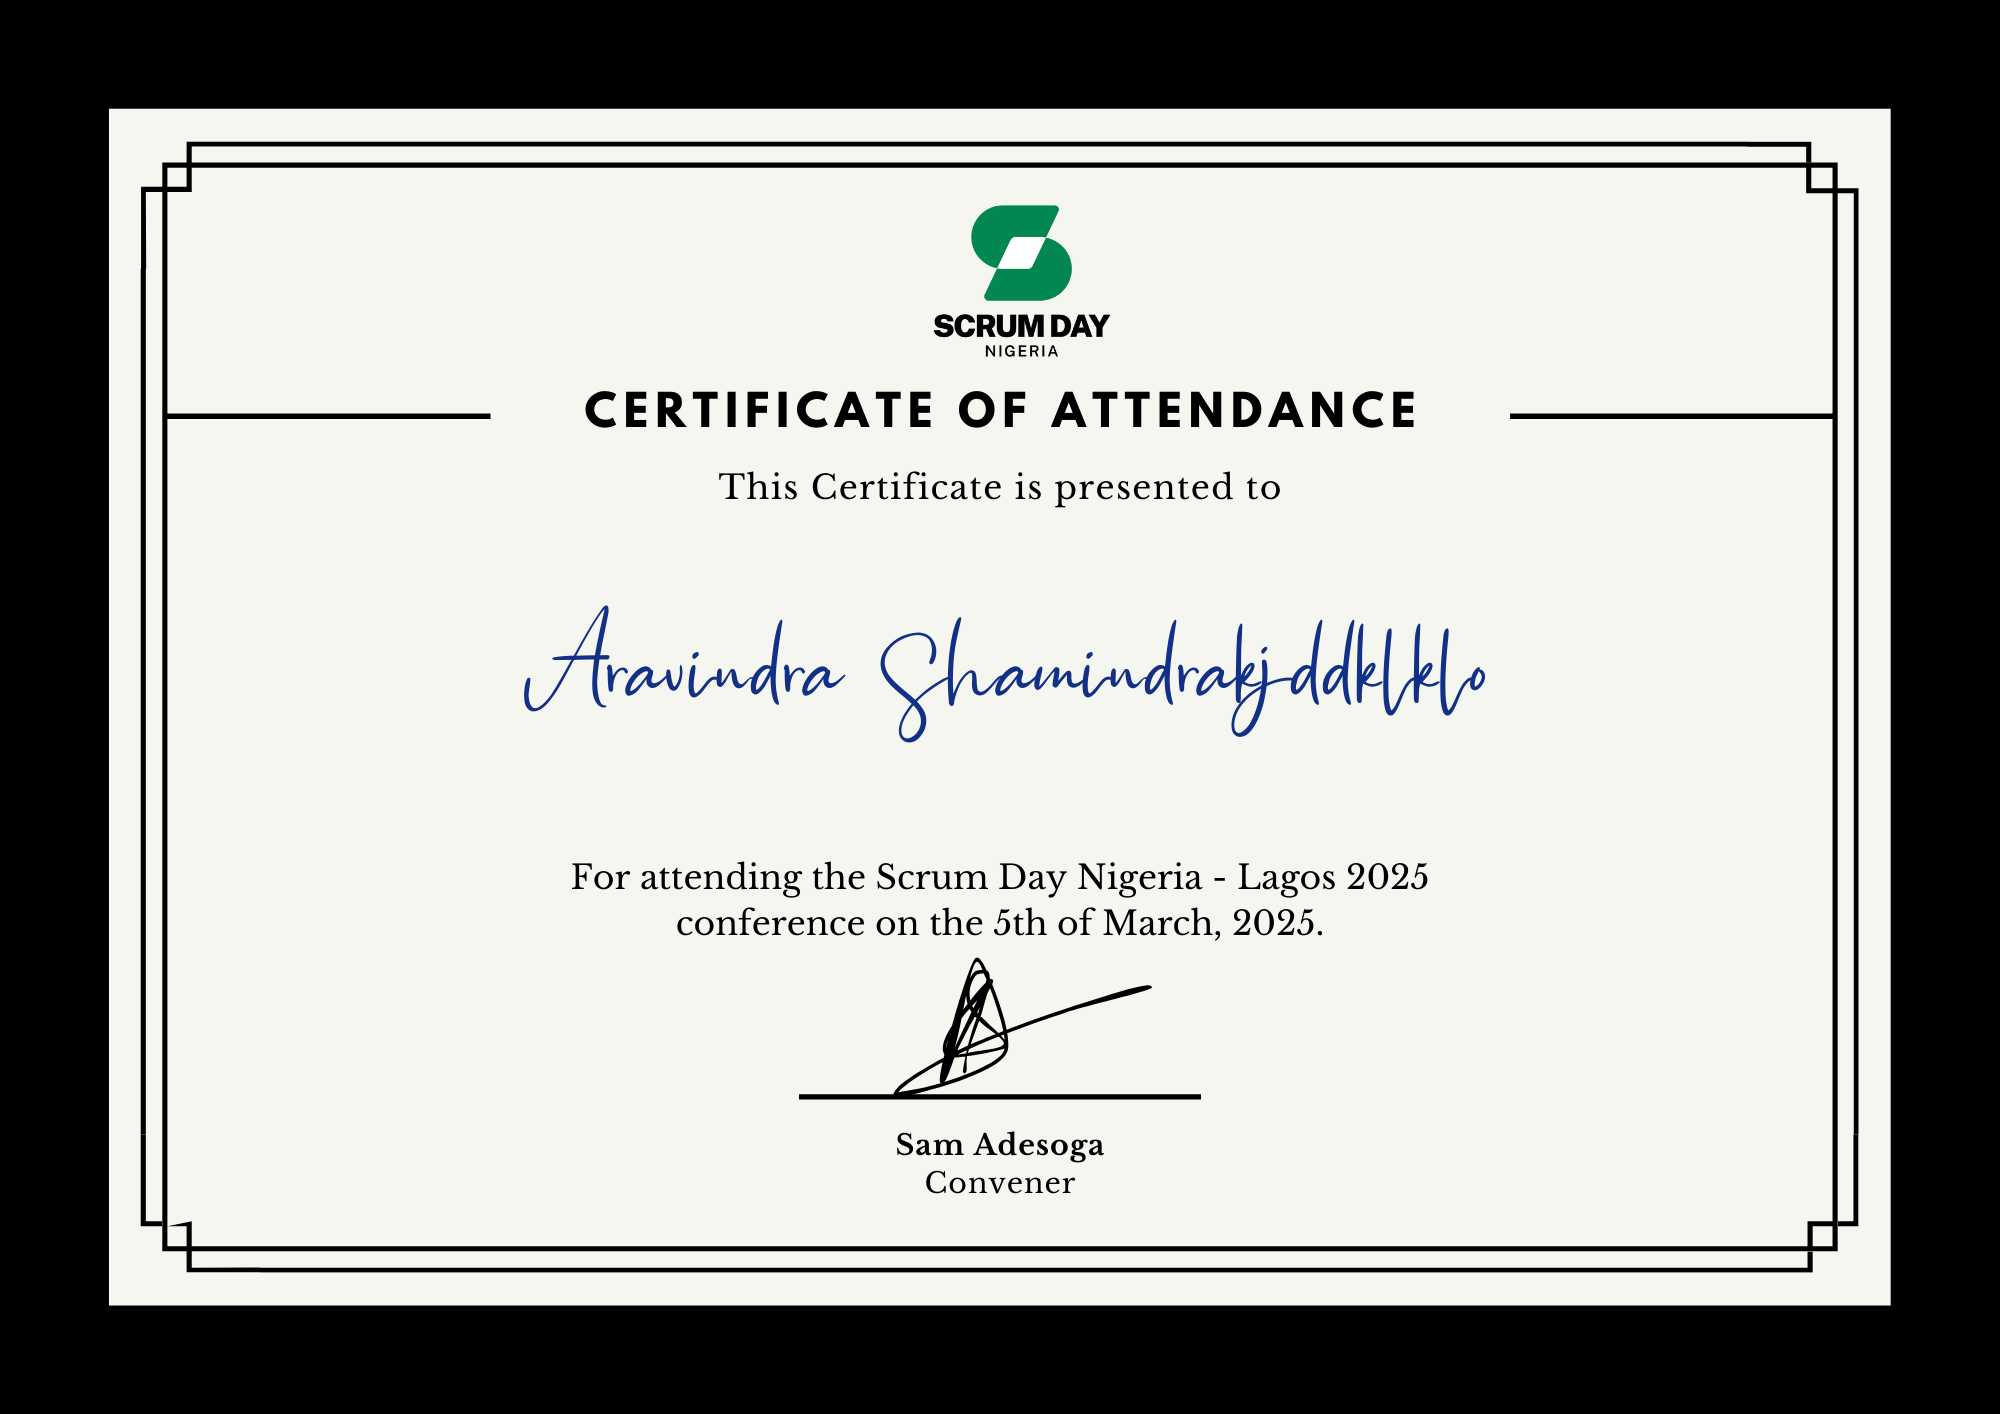 SCRUM DAY
NIGERIA
CERTIFICATE OF ATTENDANCE
This Certificate is presented to
Aravindra Shamindrakjddklklo
For attending the Scrum Day Nigeria - Lagos 2025
conference on the 5th of March, 2025.
Sam Adesoga
Convener